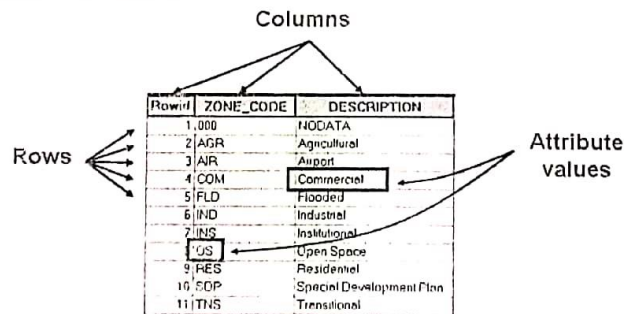 Columns
Rowid ZONE_CODE DESCRIPTION
1 000 NODATA
2 AGR Agricultural
3 AIR Airport
4 COM Commercial
5 FLD Flooded
6 IND Industrial
7 INS Institutional
8 OS Open Space
9 RES Residential
10 SDP Special Development Plan
11 TNS Transitional
Rows
Attribute
values